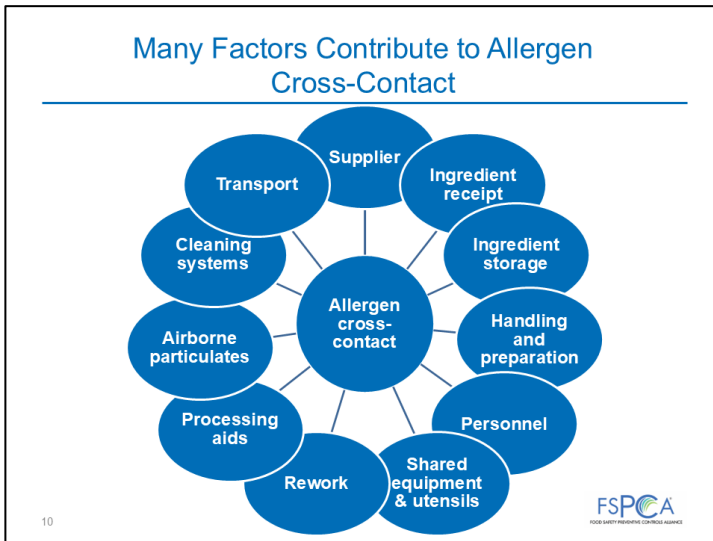 Many Factors Contribute to Allergen
Cross-Contact
Supplier
Ingredient
receipt
Ingredient
storage
Handling
and
preparation
Personnel
Shared
equipment
& utensils
Rework
Processing
aids
Airborne
particulates
Cleaning
systems
Transport
Allergen
cross-
contact
10
FSPCA
FOOD SAFETY PREVENTIVE CONTROLS ALLIANCE